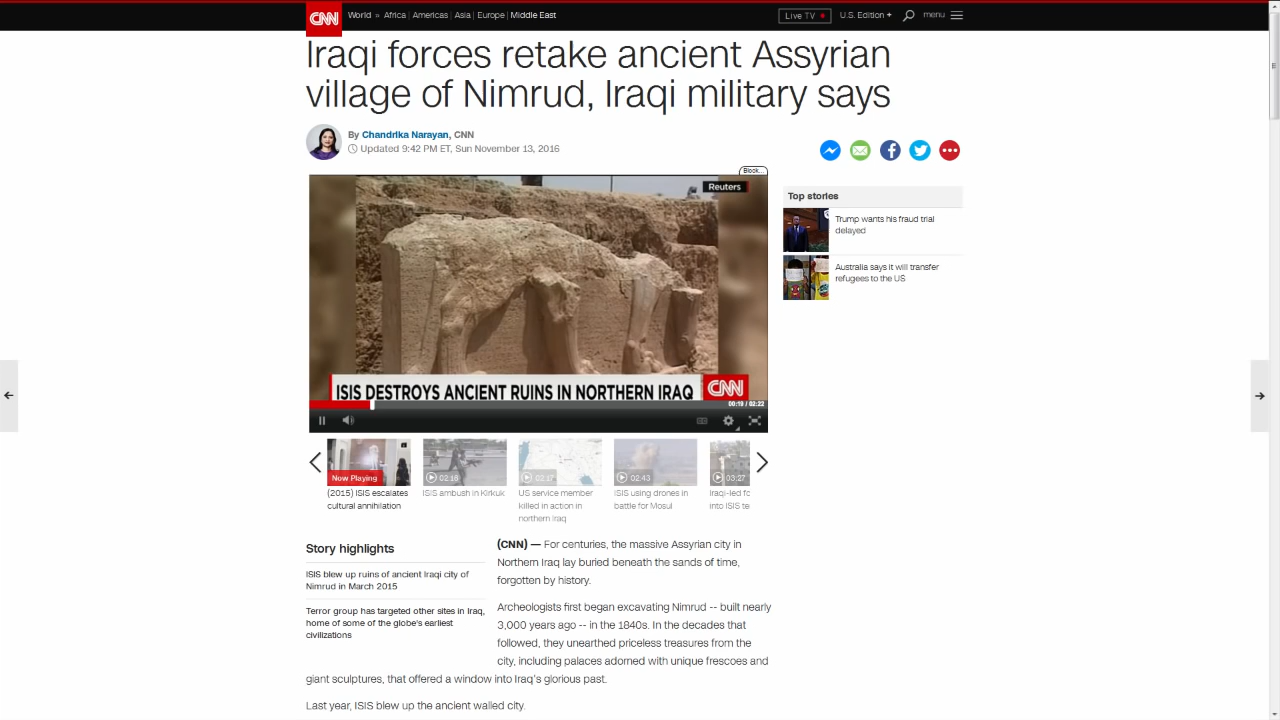 CNN World » Africa | Americas | Asia | Europe | Middle East Live TV U.S. Edition + menu
Iraqi forces retake ancient Assyrian
village of Nimrud, Iraqi military says
By Chandrika Narayan, CNN
Updated 9:42 PM ET, Sun November 13, 2016
Block...
Reuters
ISIS DESTROYS ANCIENT RUINS IN NORTHERN IRAQ CNN
00:19 / 02:22
Top stories
Trump wants his fraud trial
delayed
Australia says it will transfer
refugees to the US
Now Playing
(2015) ISIS escalates
cultural annihilation
02:18
ISIS ambush in Kirkuk
02:17
US service member
killed in action in
northern Iraq
02:43
ISIS using drones in
battle for Mosul
03:27
Iraqi-led fo
into ISIS te
Story highlights
ISIS blew up ruins of ancient Iraqi city of
Nimrud in March 2015
Terror group has targeted other sites in Iraq,
home of some of the globe's earliest
civilizations
(CNN) — For centuries, the massive Assyrian city in
Northern Iraq lay buried beneath the sands of time,
forgotten by history.
Archeologists first began excavating Nimrud -- built nearly
3,000 years ago -- in the 1840s. In the decades that
followed, they unearthed priceless treasures from the
city, including palaces adorned with unique frescoes and
giant sculptures, that offered a window into Iraq's glorious past.
Last year, ISIS blew up the ancient walled city.